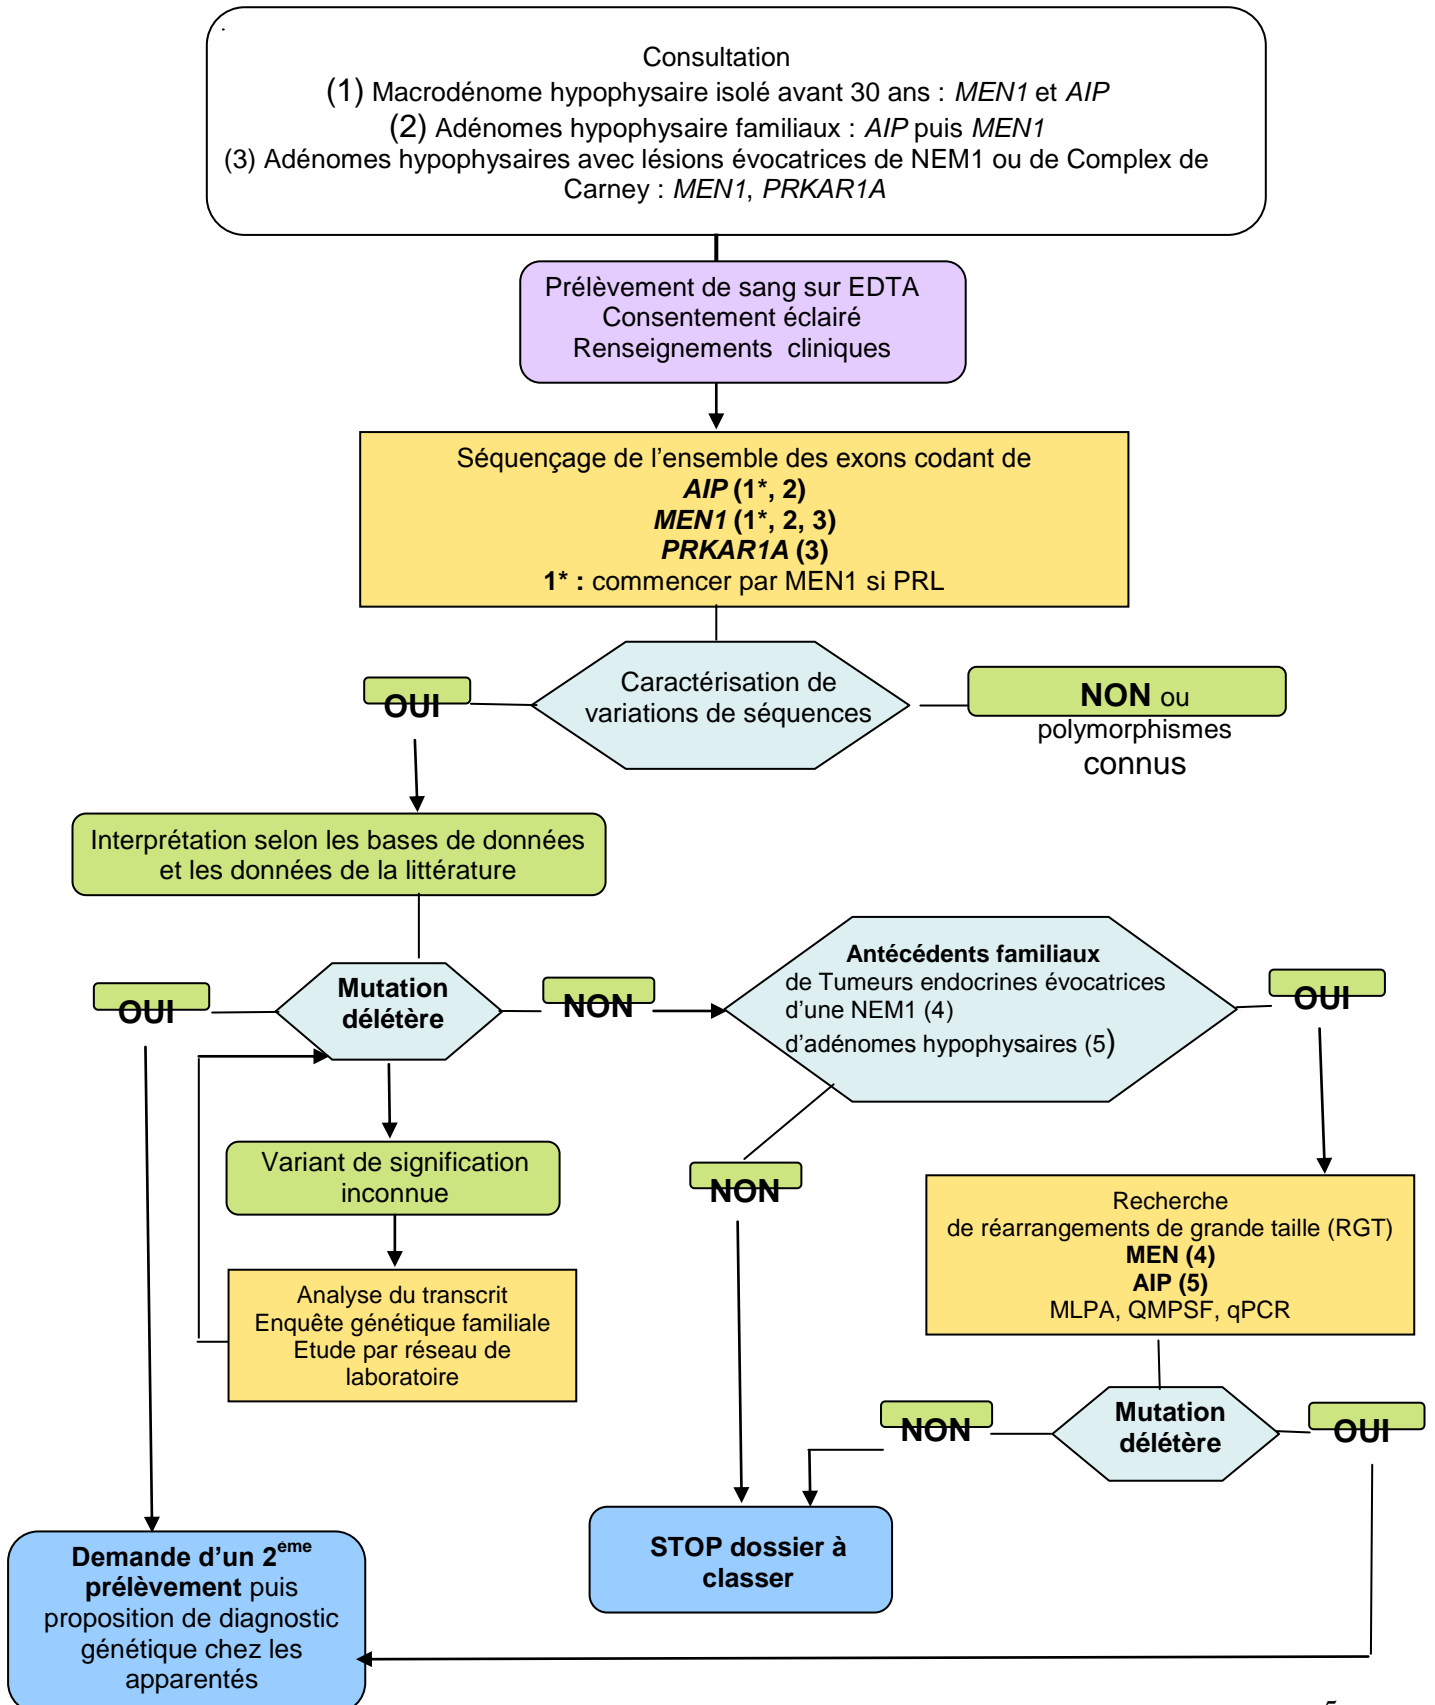 Consultation
(1) Macrodénome hypophysaire isolé avant 30 ans : MEN1 et AIP
(2) Adénomes hypophysaire familiaux : AIP puis MEN1
(3) Adénomes hypophysaires avec lésions évocatrices de NEM1 ou de Complex de
Carney : MEN1, PRKAR1A
Prélèvement de sang sur EDTA
Consentement éclairé
Renseignements cliniques
Séquençage de l'ensemble des exons codant de
AIP (1*, 2)
MEN1 (1*, 2, 3)
PRKAR1A (3)
1* : commencer par MEN1 si PRL
Caractérisation de
variations de séquences
OUI
NON ou
polymorphismes
connus
Interprétation selon les bases de données
et les données de la littérature
Mutation
délétère
OUI
NON
Antécédents familiaux
de Tumeurs endocrines évocatrices
d'une NEM1 (4)
d'adénomes hypophysaires (5)
OUI
NON
Variant de signification
inconnue
Analyse du transcrit
Enquête génétique familiale
Etude par réseau de
laboratoire
Recherche
de réarrangements de grande taille (RGT)
MEN (4)
AIP (5)
MLPA, QMPSF, qPCR
Mutation
délétère
NON
OUI
STOP dossier à
classer
Demande d'un 2ème
prélèvement puis
proposition de diagnostic
génétique chez les
apparentés